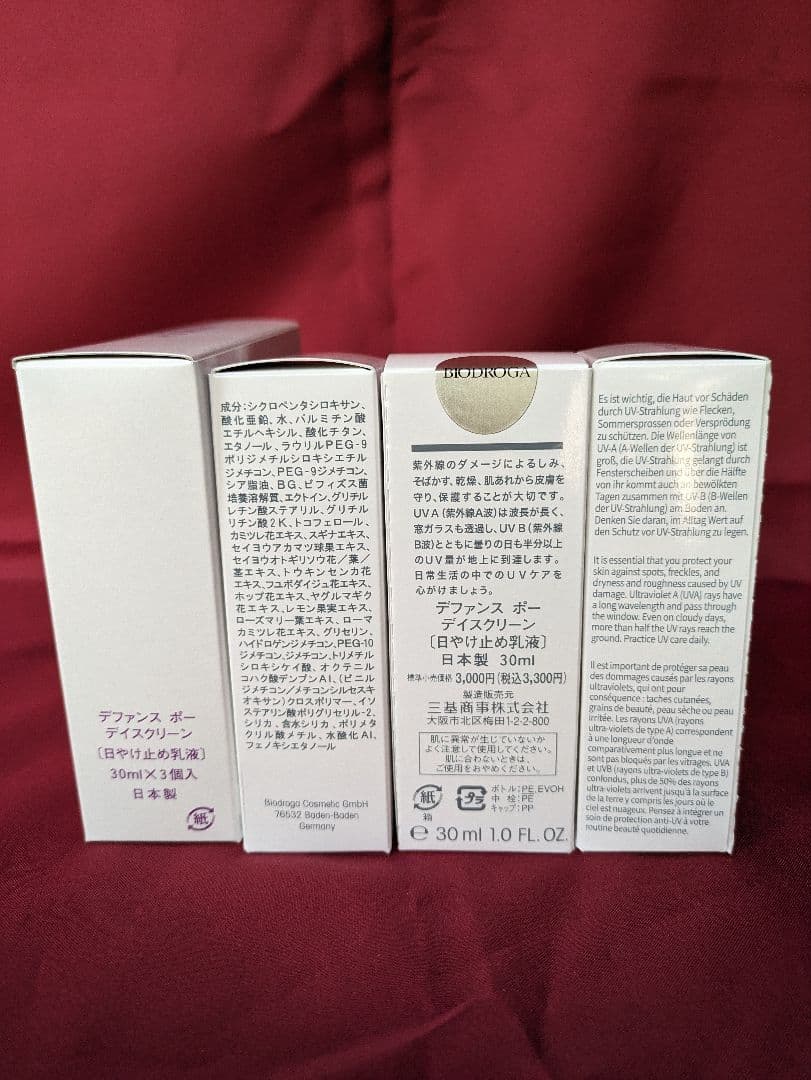 デファンス ポー
デイスクリーン
〔日やけ止め乳液〕
30ml×3個入
日本製
紙
成分:シクロペンタシロキサン、
酸化亜鉛、水、パルミチン酸
エチルヘキシル、酸化チタン、
エタノール、ラウリルPEG-9
ポリジメチルシロキシエチル
ジメチコン、PEG-9ジメチコン、
シア脂油、BG、ビフィズス菌
培養溶解質、エクトイン、グリチル
レチン酸ステアリル、グリチル
リチン酸2K、トコフェロール、
カミツレ花エキス、スギナエキス、
セイヨウアカマツ球果エキス、
セイヨウオトギリソウ花/葉/
茎エキス、トウキンセンカ花
エキス、フユボダイジュ花エキス、
ホップ花エキス、ヤグルマギク
花エキス、レモン果実エキス、
ローズマリー葉エキス、ローマ
カミツレ花エキス、グリセリン、
ハイドロゲンジメチコン、PEG-10
ジメチコン、ジメチコン、トリメチル
シロキシケイ酸、オクテニル
コハク酸デンプンAl、(ビニル
ジメチコン/メチコンシルセスキ
オキサン)クロスポリマー、イソ
ステアリン酸ポリグリセリル-2、
シリカ、含水シリカ、ポリメタ
クリル酸メチル、水酸化Al、
フェノキシエタノール
Biodroga Cosmetic GmbH
76532 Baden-Baden
Germany
BIODROGA
紫外線のダメージによるしみ、
そばかす、乾燥、肌あれから皮膚を
守り、保護することが大切です。
UVA(紫外線A波)は波長が長く、
窓ガラスも透過し、UVB(紫外線
B波)とともに曇りの日も半分以上
のUV量が地上に到達します。
日常生活の中でのUVケアを
心がけましょう。
デファンス ポー
デイスクリーン
〔日やけ止め乳液〕
日本製 30ml
標準小売価格 3,000円(税込3,300円)
製造販売元
三基商事株式会社
大阪市北区梅田1-2-2-800
肌に異常が生じていないか
よく注意して使用してください。
肌に合わないときは、
ご使用をおやめください。
紙
箱
プラ
ボトル:PE,EVOH
中 栓:PE
キャップ:PP
e 30 ml 1.0 FL.OZ.
Es ist wichtig, die Haut vor Schäden
durch UV-Strahlung wie Flecken,
Sommersprossen oder Versprödung
zu schützen. Die Wellenlänge von
UV-A (A-Wellen der UV-Strahlung) ist
groß, die UV-Strahlung gelangt durch
Fensterscheiben und über die Hälfte
von ihr kommt auch an bewölkten
Tagen zusammen mit UV-B (B-Wellen
der UV-Strahlung) am Boden an.
Denken Sie daran, im Alltag Wert auf
den Schutz vor UV-Strahlung zu legen.
It is essential that you protect your
skin against spots, freckles, and
dryness and roughness caused by UV
damage. Ultraviolet A (UVA) rays have
a long wavelength and pass through
the window. Even on cloudy days,
more than half the UV rays reach the
ground. Practice UV care daily.
Il est important de protéger sa peau
des dommages causés par les rayons
ultraviolets, qui ont pour
conséquence : taches cutanées,
grains de beauté, peau sèche ou peau
irritée. Les rayons UVA (rayons
ultra-violets de type A) correspondent
à une longueur d'onde
comparativement plus longue et ne
sont pas bloqués par les vitrages. UVA
et UVB (rayons ultra-violets de type B)
confondus, plus de 50% des rayons
ultra-violets arrivent jusqu'à la surface
de la terre y compris les jours où le
ciel est nuageux. Pensez à intégrer un
soin de protection anti-UV à votre
routine beauté quotidienne.